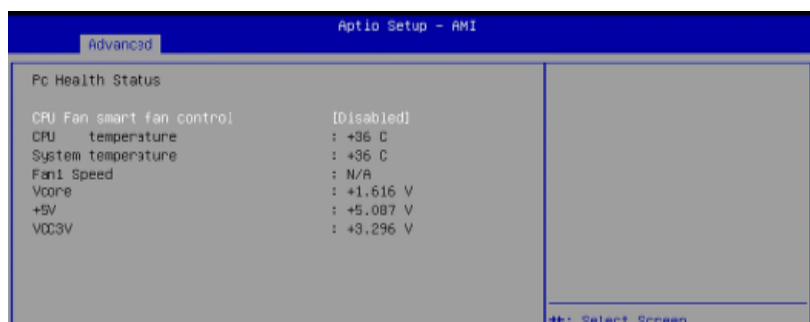 Aptio Setup - AMI
Advanced
Pc Health Status
CPU Fan smart fan control [Disabled]
CPU temperature : +36 C
System temperature : +36 C
Fan1 Speed : N/A
Vcore : +1.616 V
+5V : +5.087 V
VCC3V : +3.296 V
Select Screen